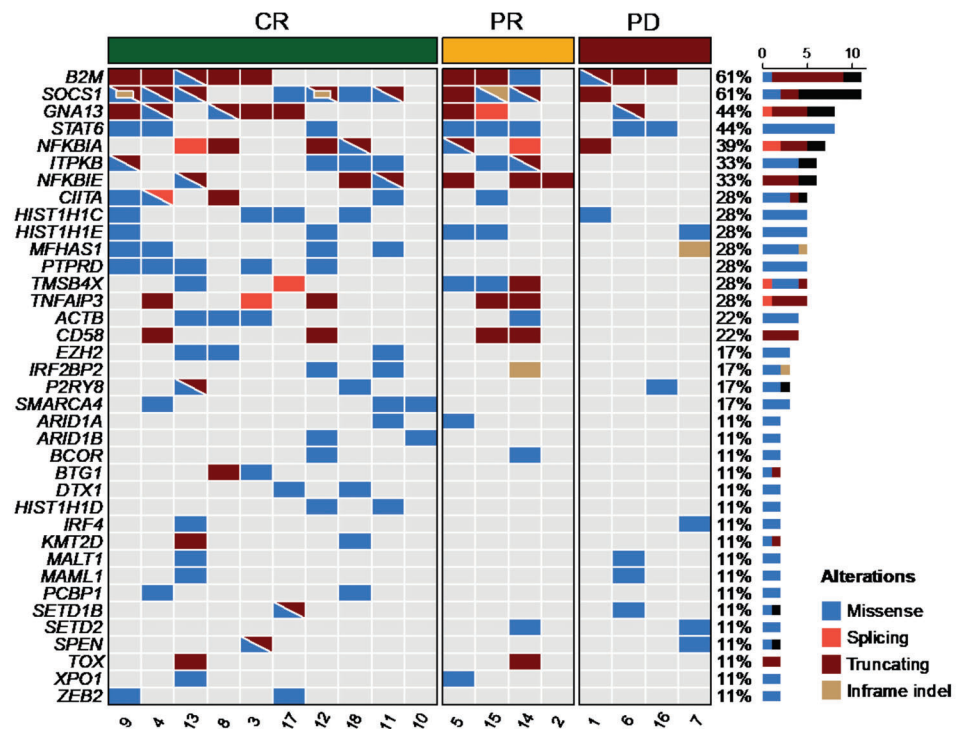 CR PR PD
0 5 10
B2M 61%
SOCS1 61%
GNA13 44%
STAT6 44%
NFKBIA 39%
ITPKB 33%
NFKBIE 33%
CIITA 28%
HIST1H1C 28%
HIST1H1E 28%
MFHAS1 28%
PTPRD 28%
TMSB4X 28%
TNFAIP3 28%
ACTB 22%
CD58 22%
EZH2 17%
IRF2BP2 17%
P2RY8 17%
SMARCA4 17%
ARID1A 11%
ARID1B 11%
BCOR 11%
BTG1 11%
DTX1 11%
HIST1H1D 11%
IRF4 11%
KMT2D 11%
MALT1 11%
MAML1 11%
PCBP1 11%
SETD1B 11%
SETD2 11%
SPEN 11%
TOX 11%
XPO1 11%
ZEB2 11%
9 4 13 8 3 17 12 18 11 10 5 15 14 2 1 6 16 7
Alterations
Missense
Splicing
Truncating
Inframe indel